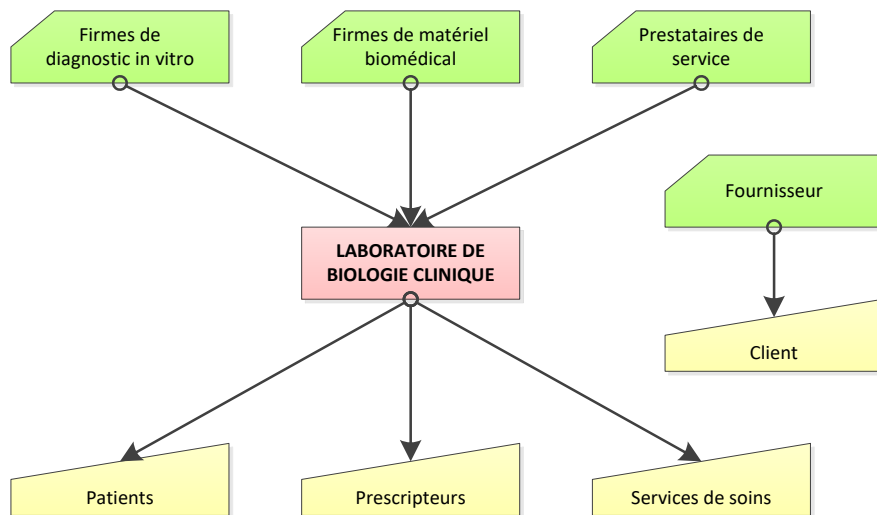 Firmes de
diagnostic in vitro
Firmes de matériel
biomédical
Prestataires de
service
Fournisseur
LABORATOIRE DE
BIOLOGIE CLINIQUE
Client
Patients
Prescripteurs
Services de soins